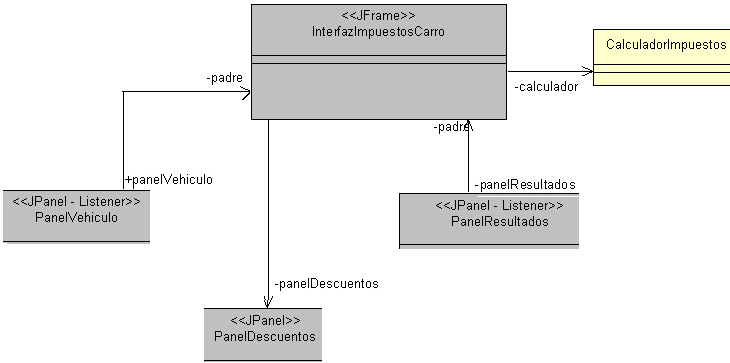 <<JFrame>>
InterfazImpuestosCarro
CalculadorImpuestos
-padre
-calculador
-padre
+panelVehiculo
-panelResultados
<<JPanel - Listener>>
PanelVehiculo
<<JPanel - Listener>>
PanelResultados
-panelDescuentos
<<JPanel>>
PanelDescuentos